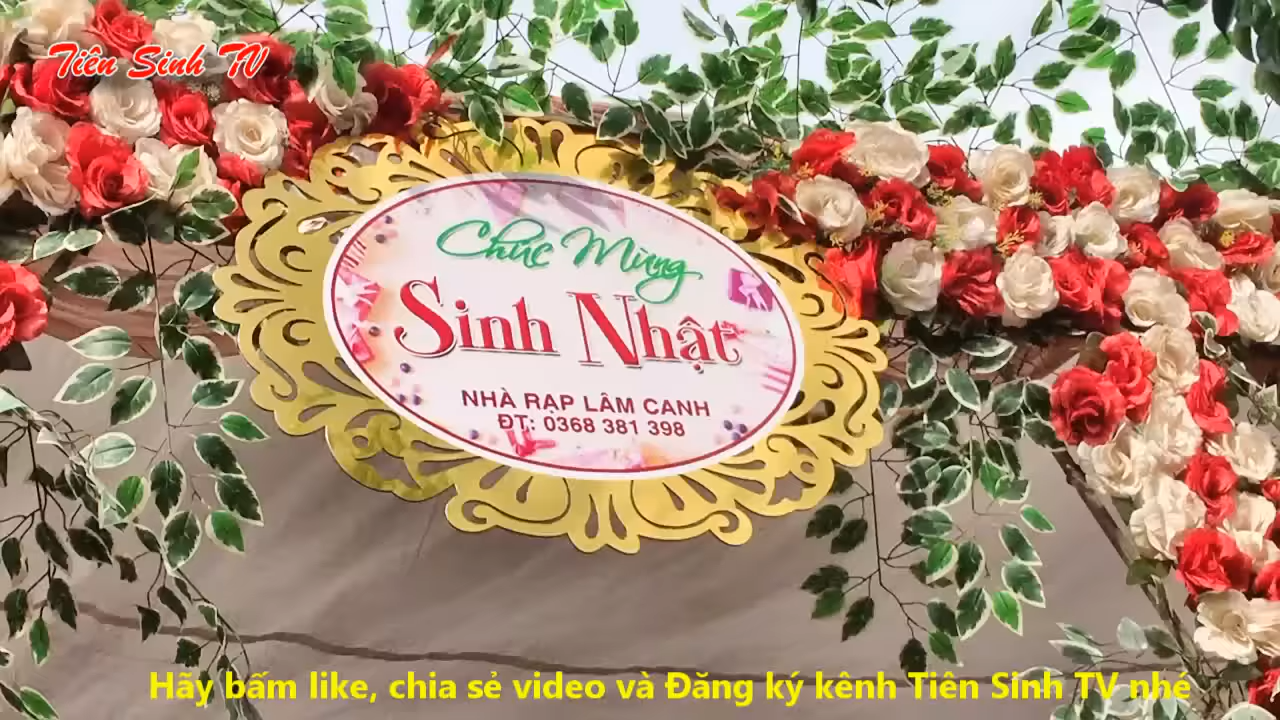 Tiên Sinh TV
Chúc Mừng
Sinh Nhật
NHÀ RẠP LÂM CANH
ĐT: 0368 381 398
Hãy bấm like, chia sẻ video và Đăng ký kênh Tiên Sinh TV nhé